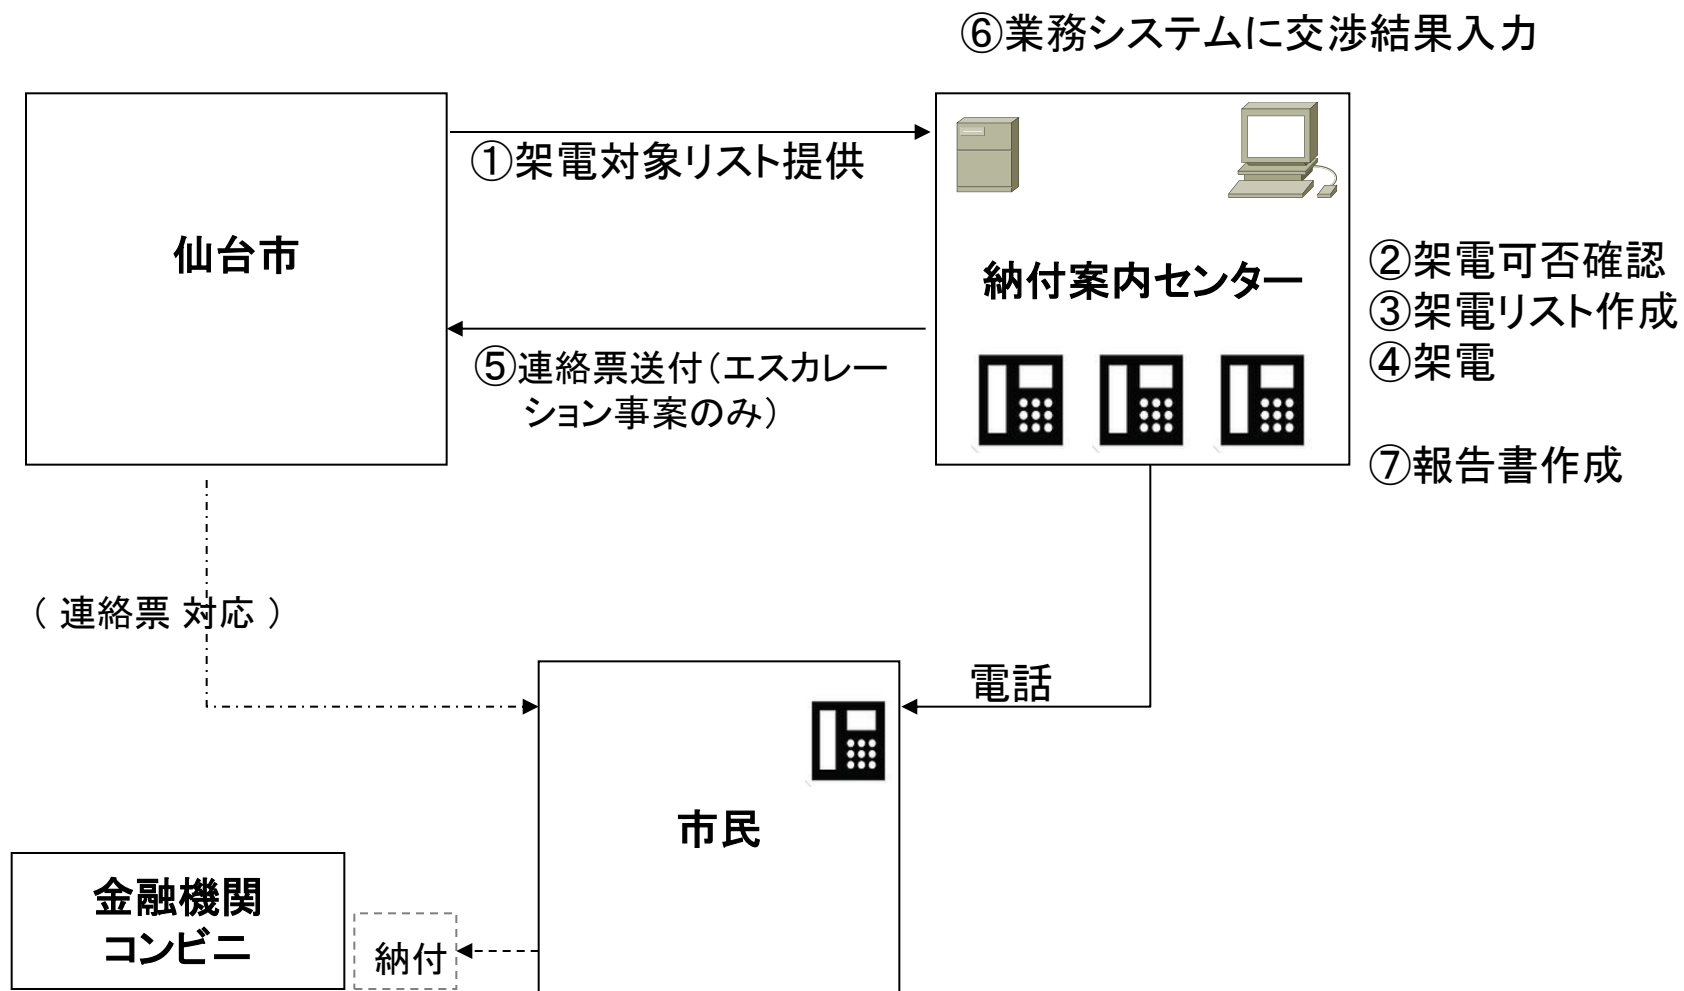 ⑥業務システムに交渉結果入力
①架電対象リスト提供
仙台市
納付案内センター
②架電可否確認
③架電リスト作成
④架電
⑤連絡票送付（エスカレー
ション事案のみ）
⑦報告書作成
（ 連絡票 対応 ）
電話
市民
金融機関
コンビニ
納付